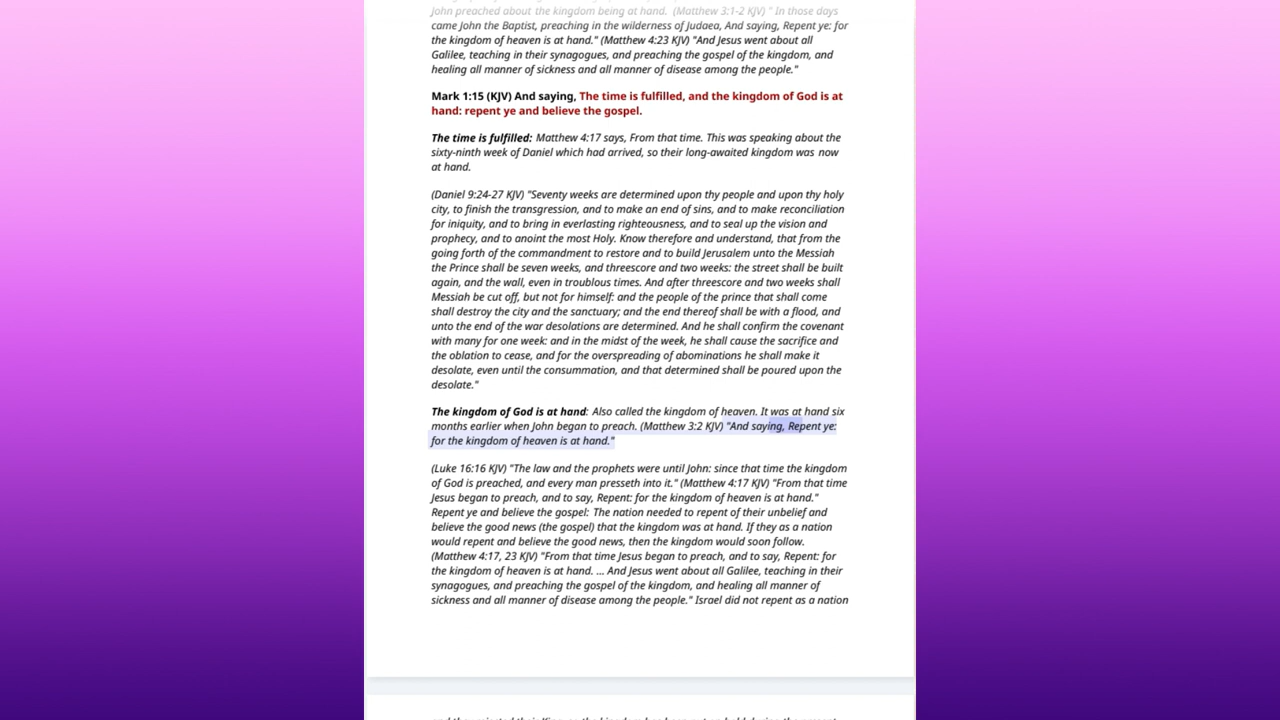 John preached about the kingdom being at hand. (Matthew 3:1-2 KJV) " In those days
came John the Baptist, preaching in the wilderness of Judaea, And saying, Repent ye: for
the kingdom of heaven is at hand." (Matthew 4:23 KJV) "And Jesus went about all
Galilee, teaching in their synagogues, and preaching the gospel of the kingdom, and
healing all manner of sickness and all manner of disease among the people."
Mark 1:15 (KJV) And saying, The time is fulfilled, and the kingdom of God is at
hand: repent ye and believe the gospel.
The time is fulfilled: Matthew 4:17 says, From that time. This was speaking about the
sixty-ninth week of Daniel which had arrived, so their long-awaited kingdom was now
at hand.
(Daniel 9:24-27 KJV) "Seventy weeks are determined upon thy people and upon thy holy
city, to finish the transgression, and to make an end of sins, and to make reconciliation
for iniquity, and to bring in everlasting righteousness, and to seal up the vision and
prophecy, and to anoint the most Holy. Know therefore and understand, that from the
going forth of the commandment to restore and to build Jerusalem unto the Messiah
the Prince shall be seven weeks, and threescore and two weeks: the street shall be built
again, and the wall, even in troublous times. And after threescore and two weeks shall
Messiah be cut off, but not for himself: and the people of the prince that shall come
shall destroy the city and the sanctuary; and the end thereof shall be with a flood, and
unto the end of the war desolations are determined. And he shall confirm the covenant
with many for one week: and in the midst of the week, he shall cause the sacrifice and
the oblation to cease, and for the overspreading of abominations he shall make it
desolate, even until the consummation, and that determined shall be poured upon the
desolate."
The kingdom of God is at hand: Also called the kingdom of heaven. It was at hand six
months earlier when John began to preach. (Matthew 3:2 KJV) "And saying, Repent ye:
for the kingdom of heaven is at hand."
(Luke 16:16 KJV) "The law and the prophets were until John: since that time the kingdom
of God is preached, and every man presseth into it." (Matthew 4:17 KJV) "From that time
Jesus began to preach, and to say, Repent: for the kingdom of heaven is at hand."
Repent ye and believe the gospel: The nation needed to repent of their unbelief and
believe the good news (the gospel) that the kingdom was at hand. If they as a nation
would repent and believe the good news, then the kingdom would soon follow.
(Matthew 4:17, 23 KJV) "From that time Jesus began to preach, and to say, Repent: for
the kingdom of heaven is at hand. ... And Jesus went about all Galilee, teaching in their
synagogues, and preaching the gospel of the kingdom, and healing all manner of
sickness and all manner of disease among the people." Israel did not repent as a nation